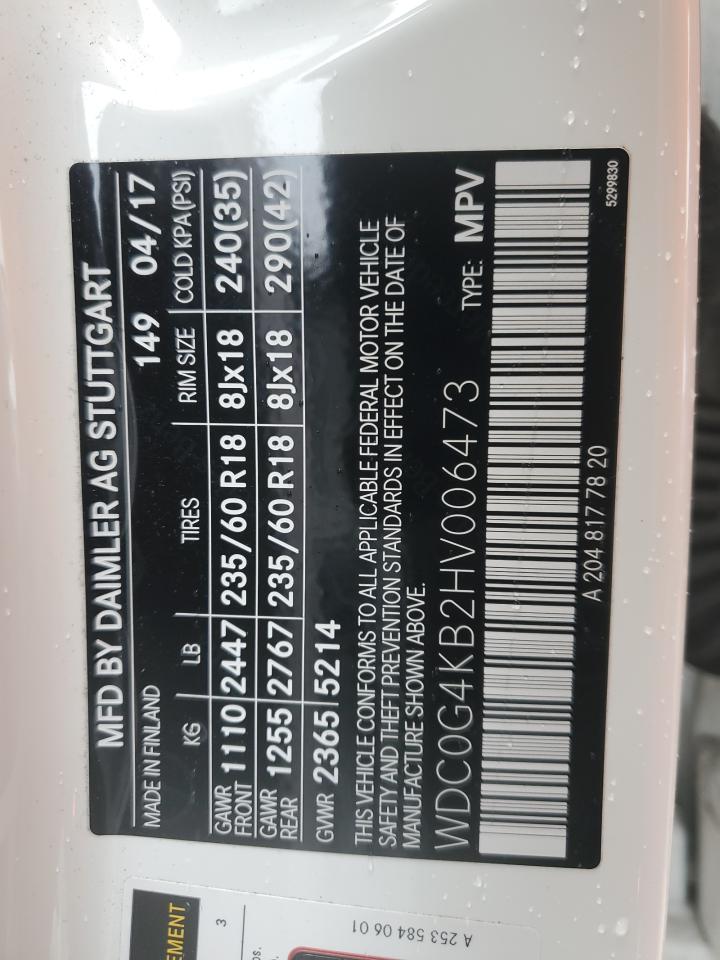 MFD BY DAIMLER AG STUTTGART
MADE IN FINLAND 149 04/17
KG LB TIRES RIM SIZE COLD KPA(PSI)
GAWR FRONT 1110 2447 235/60 R18 8Jx18 240(35)
GAWR REAR 1255 2767 235/60 R18 8Jx18 290(42)
GVWR 2365 5214
THIS VEHICLE CONFORMS TO ALL APPLICABLE FEDERAL MOTOR VEHICLE
SAFETY AND THEFT PREVENTION STANDARDS IN EFFECT ON THE DATE OF
MANUFACTURE SHOWN ABOVE.
WDC0G4KB2HV006473 TYPE: MPV
A 204 817 78 20
5299830
EMENT
3
os.
A 253 584 06 01